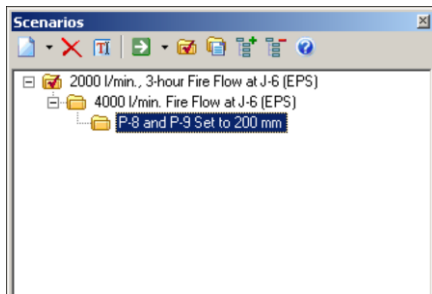 Scenarios
2000 l/min., 3-hour Fire Flow at J-6 (EPS)
4000 l/min. Fire Flow at J-6 (EPS)
P-8 and P-9 Set to 200 mm